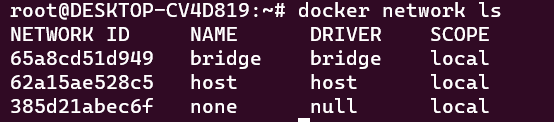 root@DESKTOP-CV4D819:~# docker network ls
NETWORK ID     NAME      DRIVER    SCOPE
65a8cd51d949   bridge    bridge    local
62a15ae528c5   host      host      local
385d21abec6f   none      null      local